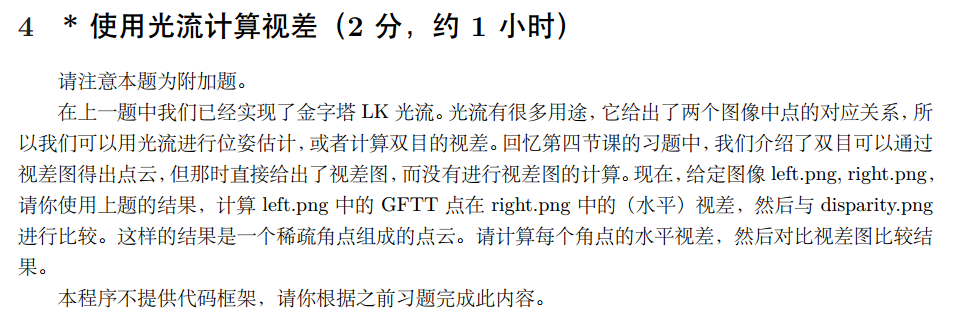 4 * 使用光流计算视差（2 分，约 1 小时）
请注意本题为附加题。
在上一题中我们已经实现了金字塔 LK 光流。光流有很多用途，它给出了两个图像中点的对应关系，所
以我们可以用光流进行位姿估计，或者计算双目的视差。回忆第四节课的习题中，我们介绍了双目可以通过
视差图得出点云，但那时直接给出了视差图，而没有进行视差图的计算。现在，给定图像 left.png, right.png，
请你使用上题的结果，计算 left.png 中的 GFTT 点在 right.png 中的（水平）视差，然后与 disparity.png
进行比较。这样的结果是一个稀疏角点组成的点云。请计算每个角点的水平视差，然后对比视差图比较结
果。
本程序不提供代码框架，请你根据之前习题完成此内容。